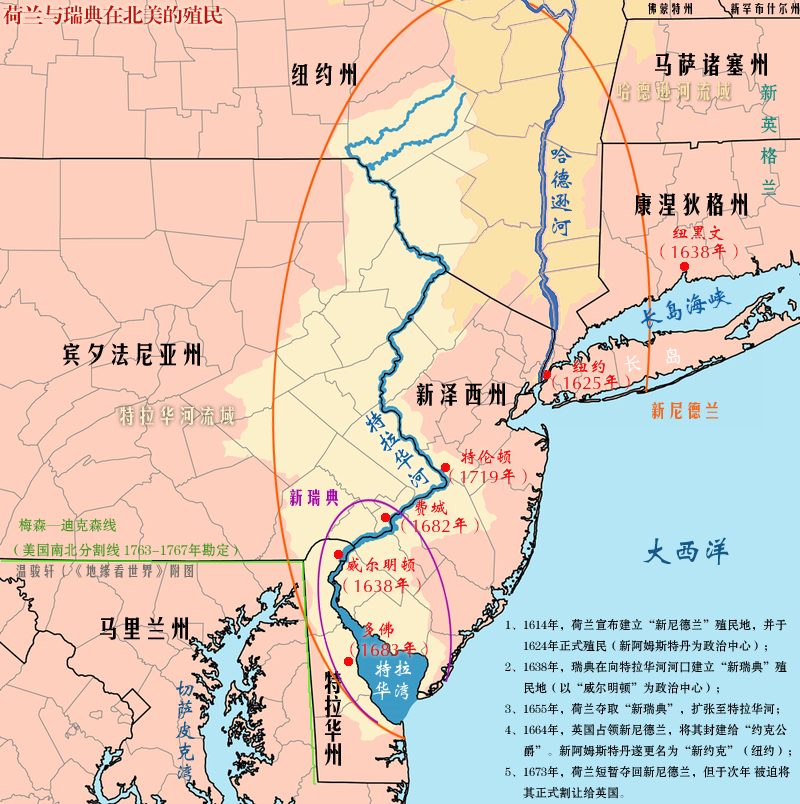 荷兰与瑞典在北美的殖民
佛蒙特州
新罕布什尔州
纽约州
马萨诸塞州
哈德逊河流域
新英格兰
哈德逊河
康涅狄格州
纽黑文
（1638年）
长岛海峡
宾夕法尼亚州
长岛
纽约
（1625年）
新泽西州
新尼德兰
特拉华河流域
特拉华河
特伦顿
（1719年）
新瑞典
费城
（1682年）
梅森—迪克森线
（美国南北分割线 1763-1767年勘定）
温骏轩（《地缘看世界》附图
威尔明顿
（1638年）
大西洋
马里兰州
多佛
（1683年）
特拉
华湾
特拉华州
切萨皮克湾
1、1614年，荷兰宣布建立“新尼德兰”殖民地，并于
1624年正式殖民（新阿姆斯特丹为政治中心）；
2、1638年，瑞典在向特拉华河河口建立“新瑞典”殖
民地（以“威尔明顿”为政治中心）；
3、1655年，荷兰夺取“新瑞典”，扩张至特拉华河；
4、1664年，英国占领新尼德兰，将其封建给“约克公
爵”。新阿姆斯特丹遂更名为“新约克”（纽约）；
5、1673年，荷兰短暂夺回新尼德兰，但于次年 被迫将
其正式割让给英国。